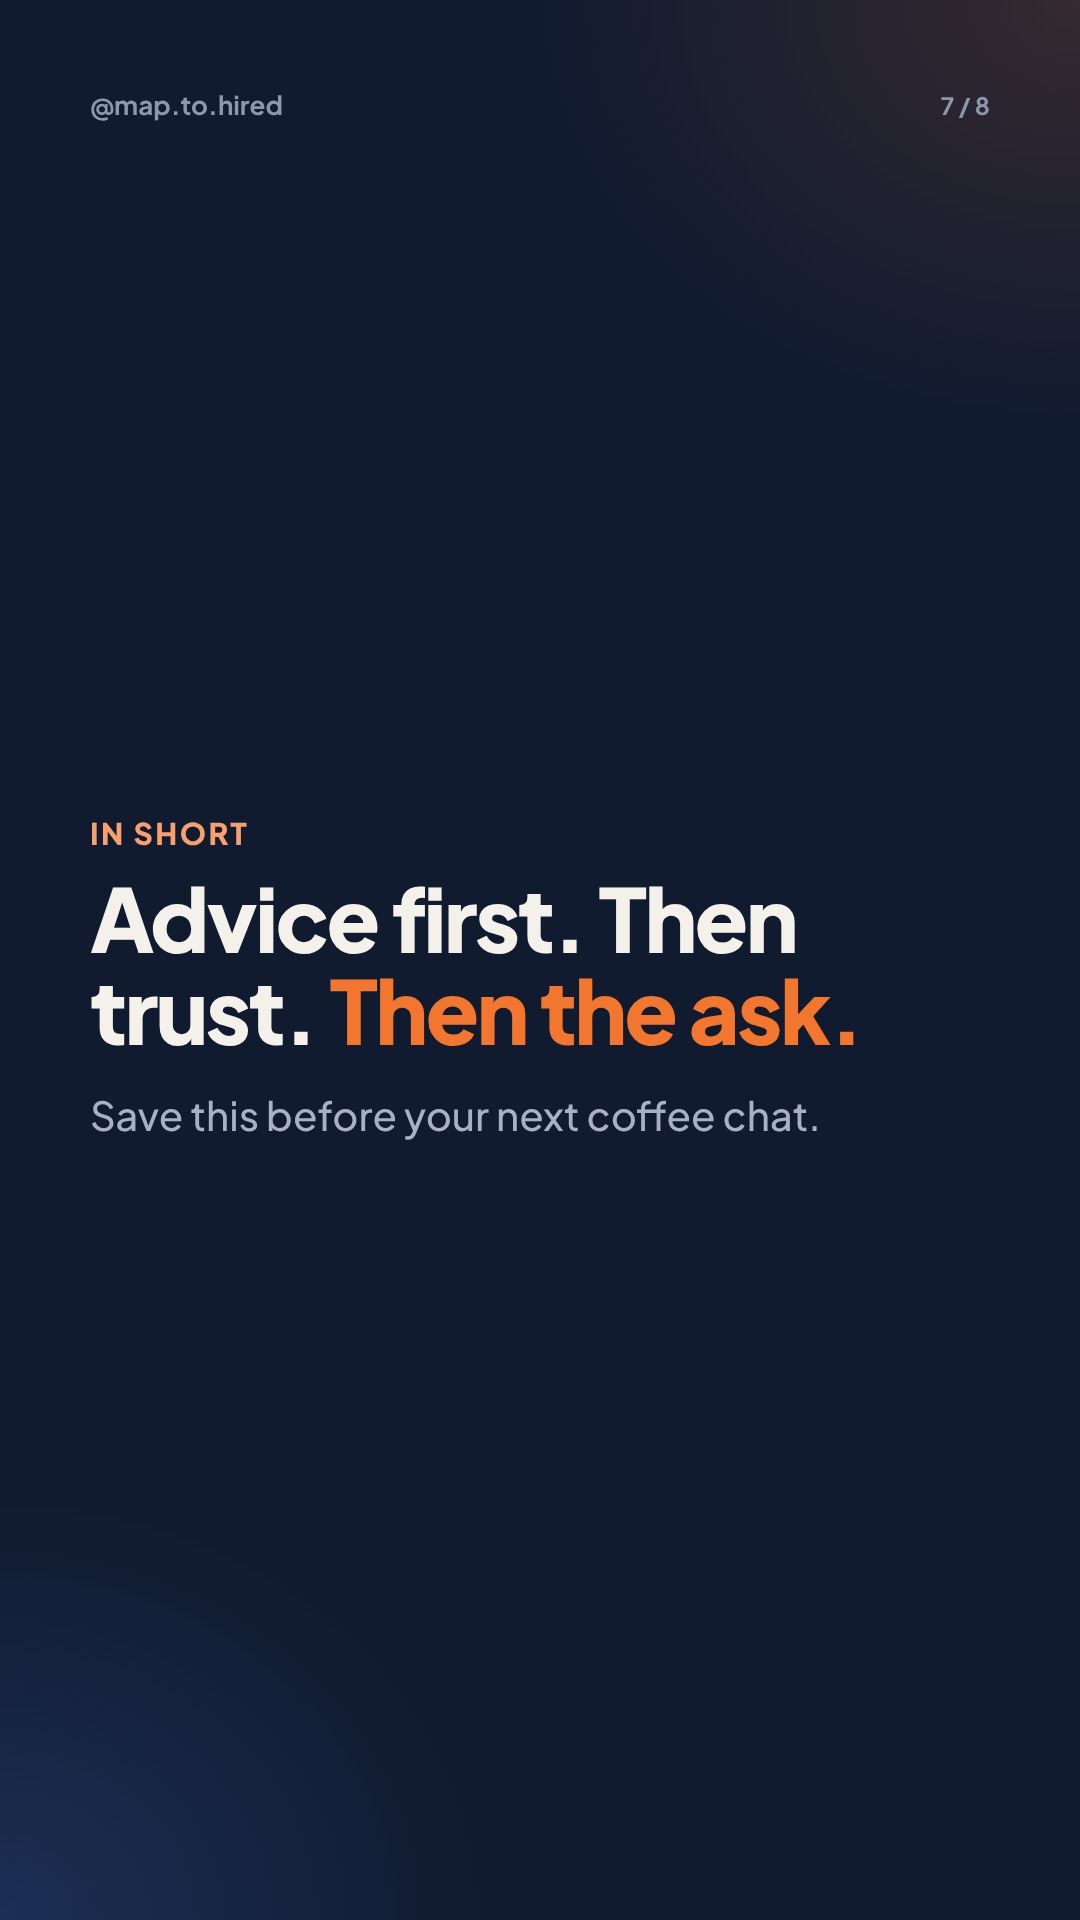 @map.to.hired
7 / 8
IN SHORT
Advice first. Then
trust. Then the ask.
Save this before your next coffee chat.